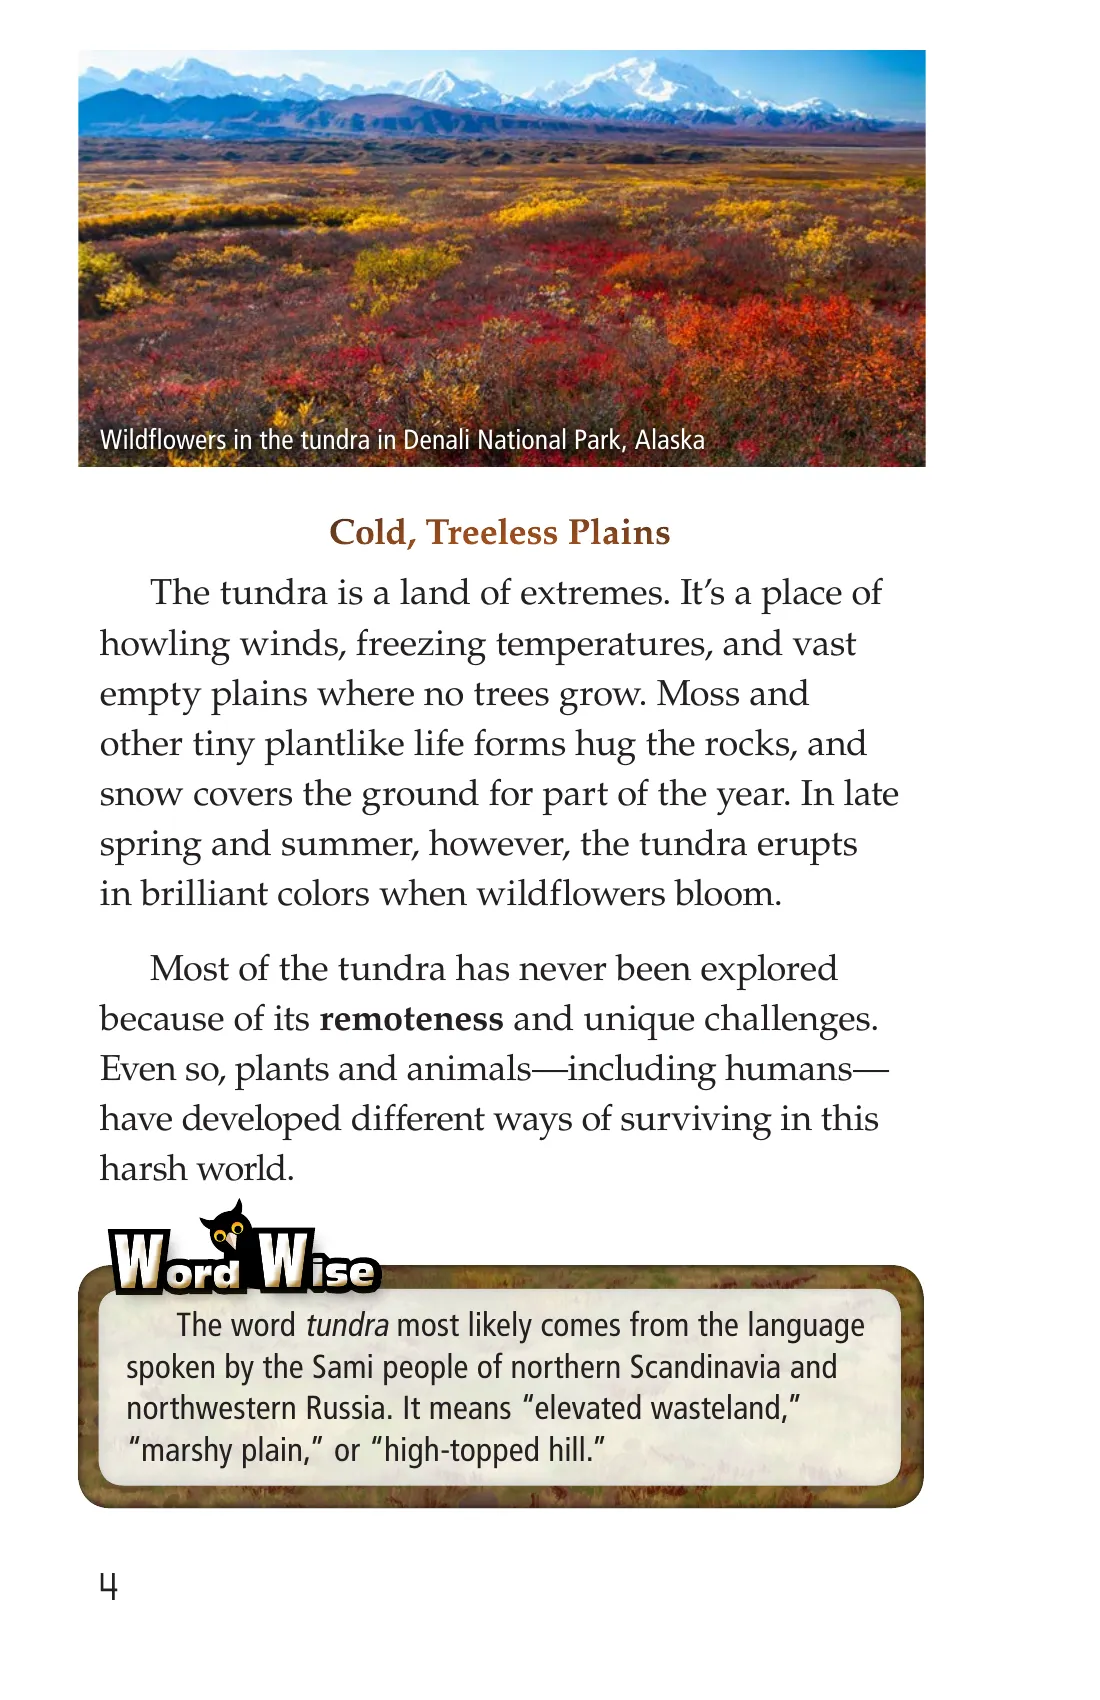 Wildflowers in the tundra in Denali National Park, Alaska
Cold, Treeless Plains
The tundra is a land of extremes. It’s a place of
howling winds, freezing temperatures, and vast
empty plains where no trees grow. Moss and
other tiny plantlike life forms hug the rocks, and
snow covers the ground for part of the year. In late
spring and summer, however, the tundra erupts
in brilliant colors when wildflowers bloom.
Most of the tundra has never been explored
because of its remoteness and unique challenges.
Even so, plants and animals—including humans—
have developed different ways of surviving in this
harsh world.
Word Wise
The word tundra most likely comes from the language
spoken by the Sami people of northern Scandinavia and
northwestern Russia. It means “elevated wasteland,”
“marshy plain,” or “high-topped hill.”
4